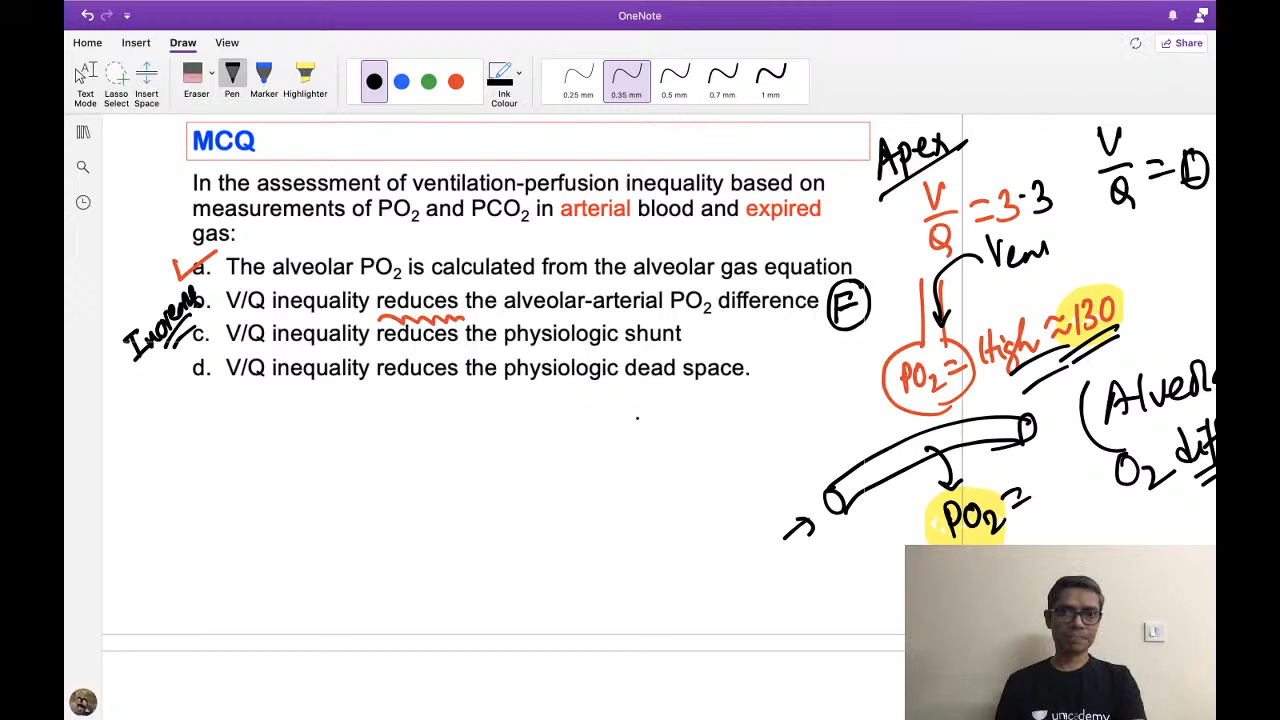 OneNote
Home Insert Draw View
Share
Text Mode
Lasso Select
Insert Space
Eraser
Pen
Marker
Highlighter
Ink Colour
0.25 mm
0.35 mm
0.5 mm
0.7 mm
1 mm
MCQ
In the assessment of ventilation-perfusion inequality based on
measurements of PO2 and PCO2 in arterial blood and expired
gas:
a. The alveolar PO2 is calculated from the alveolar gas equation
b. V/Q inequality reduces the alveolar-arterial PO2 difference
c. V/Q inequality reduces the physiologic shunt
d. V/Q inequality reduces the physiologic dead space.
F
Apex
V/Q = 3.3
V/Q = 1
PO2 = High ≈ 130
PO2 =
O2
unacademy